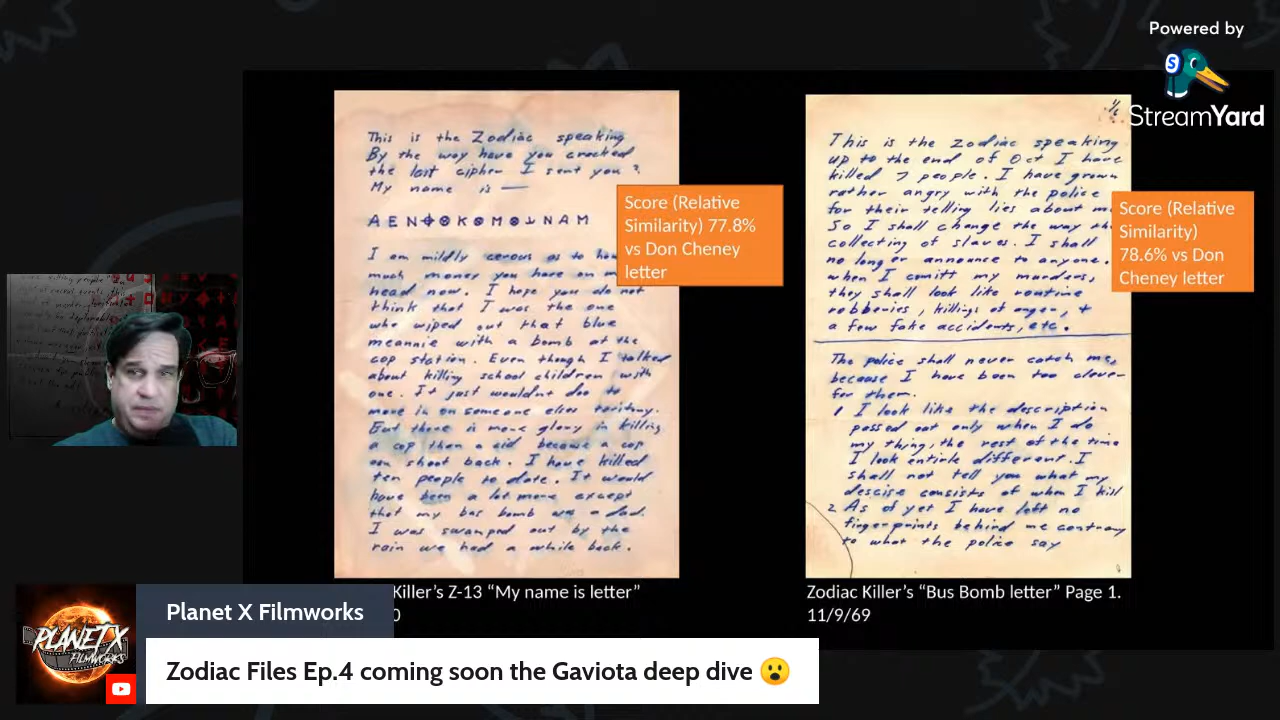 Powered by
StreamYard
This is the Zodiac speaking
By the way have you cracked
the last cipher I sent you?
My name is —
I am mildly cerous as to how
much money you have on m
head now. I hope you do not
think that I was the one
who wiped out that blue
meannie with a bomb at the
cop station. Even though I talked
about killing school children with
one. It just wouldnt doo to
move in on someone elses teritory.
But there is more glory in killing
a cop than a cid because a cop
can shoot back. I have killed
ten people to date. It would
have been a lot more except
that my bas bomb was a dud.
I was swamped out by the
rain we had a while back.
Score (Relative
Similarity) 77.8%
vs Don Cheney
letter
Killer’s Z-13 “My name is letter”
0
1/6
This is the Zodiac speaking
up to the end of Oct I have
killed 7 people. I have grown
rather angry with the police
for their telling lies about m
So I shall change the way the
collecting of slaves. I shall
no longer announce to anyone.
when I comitt my murders,
they shall look like routine
robberies, killings of anger, +
a few fake accidents, etc.
The police shall never catch me,
because I have been too clever
for them.
1 I look like the description
passed out only when I do
my thing, the rest of the time
I look entirle different. I
shall not tell you what my
descise consists of when I kill
2 As of yet I have left no
fingerprints behind me contrary
to what the police say
Score (Relative
Similarity)
78.6% vs Don
Cheney letter
Zodiac Killer’s “Bus Bomb letter” Page 1.
11/9/69
PLANET X
FILMWORKS
Planet X Filmworks
Zodiac Files Ep.4 coming soon the Gaviota deep dive 😮